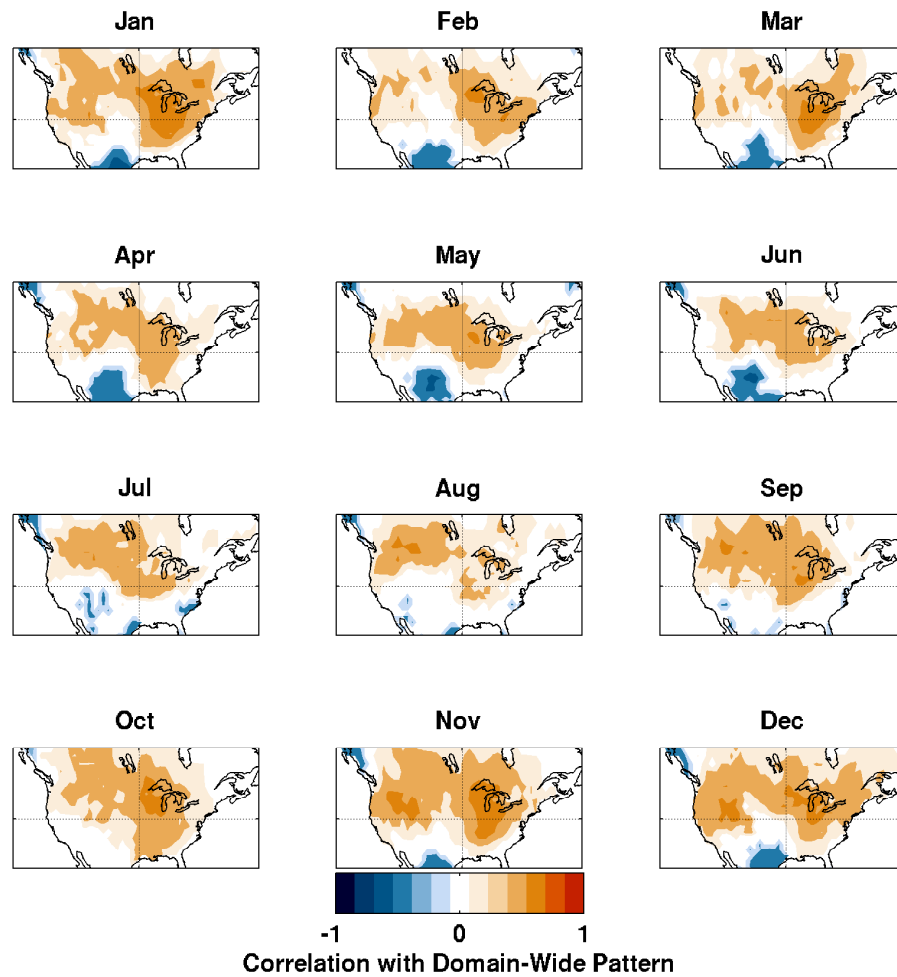 Jan Feb Mar
Apr May Jun
Jul Aug Sep
Oct Nov Dec
-1 0 1
Correlation with Domain-Wide Pattern